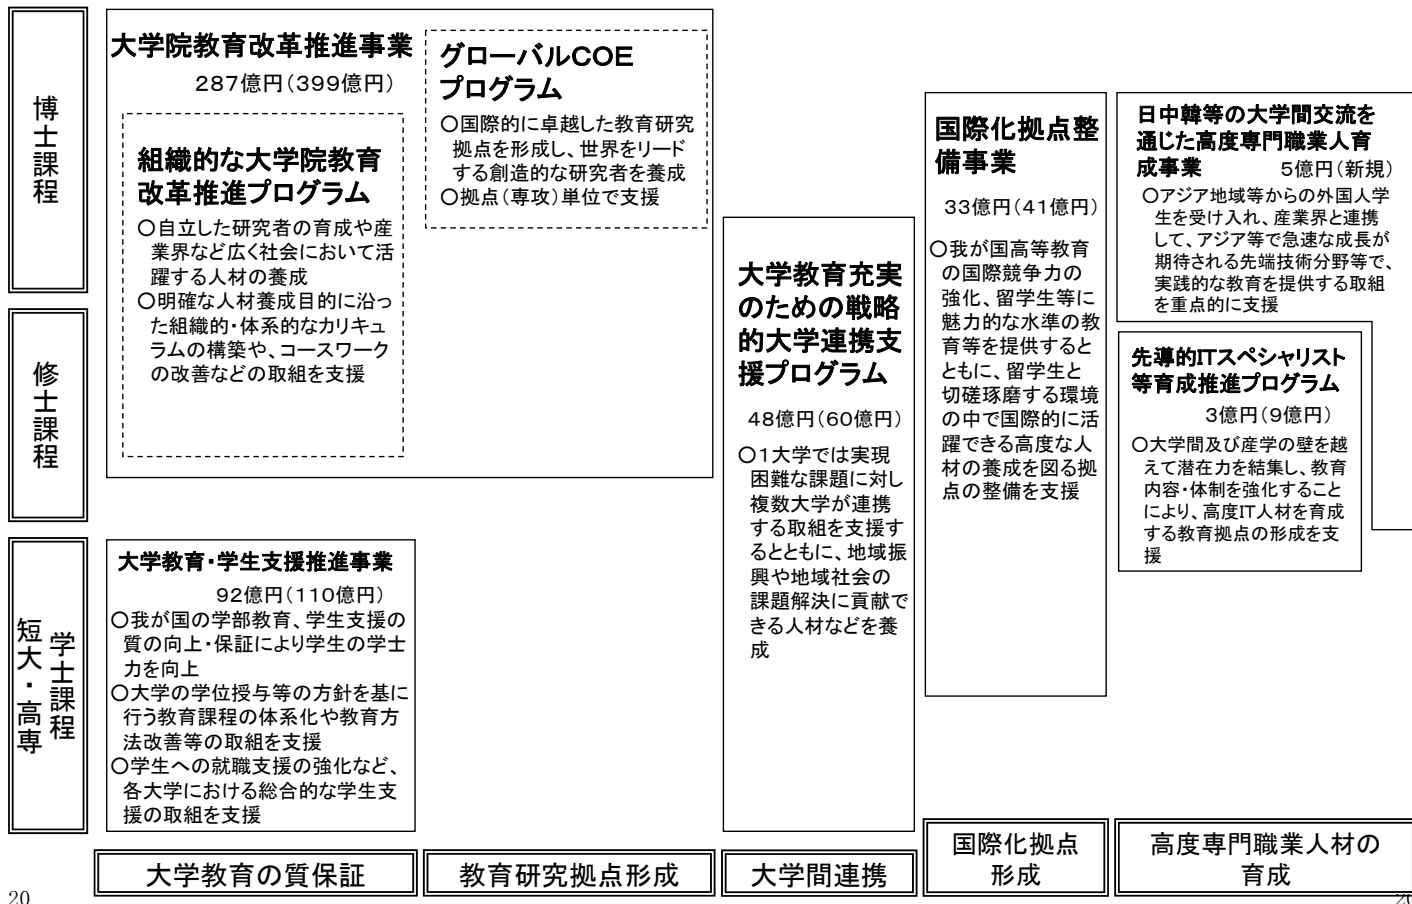 博士課程
修士課程
学士課程
短大・高専
大学院教育改革推進事業
287億円(399億円)
組織的な大学院教育
改革推進プログラム
○自立した研究者の育成や産
業界など広く社会において活
躍する人材の養成
○明確な人材養成目的に沿っ
た組織的・体系的なカリキュ
ラムの構築や、コースワーク
の改善などの取組を支援
グローバルCOE
プログラム
○国際的に卓越した教育研究
拠点を形成し、世界をリード
する創造的な研究者を養成
○拠点(専攻)単位で支援
大学教育・学生支援推進事業
92億円(110億円)
○我が国の学部教育、学生支援の
質の向上・保証により学生の学士
力を向上
○大学の学位授与等の方針を基に
行う教育課程の体系化や教育方
法改善等の取組を支援
○学生への就職支援の強化など、
各大学における総合的な学生支
援の取組を支援
大学教育充実
のための戦略
的大学連携支
援プログラム
48億円(60億円)
○1大学では実現
困難な課題に対し
複数大学が連携
する取組を支援す
るとともに、地域振
興や地域社会の
課題解決に貢献で
きる人材などを養
成
国際化拠点整
備事業
33億円(41億円)
○我が国高等教育
の国際競争力の
強化、留学生等に
魅力的な水準の教
育等を提供すると
ともに、留学生と
切磋琢磨する環境
の中で国際的に活
躍できる高度な人
材の養成を図る拠
点の整備を支援
日中韓等の大学間交流を
通じた高度専門職業人育
成事業 5億円(新規)
○アジア地域等からの外国人学
生を受け入れ、産業界と連携
して、アジア等で急速な成長が
期待される先端技術分野等で、
実践的な教育を提供する取組
を重点的に支援
先導的ITスペシャリスト
等育成推進プログラム
3億円(9億円)
○大学間及び産学の壁を越
えて潜在力を結集し、教育
内容・体制を強化すること
により、高度IT人材を育成
する教育拠点の形成を支
援
大学教育の質保証
教育研究拠点形成
大学間連携
国際化拠点
形成
高度専門職業人材の
育成
20